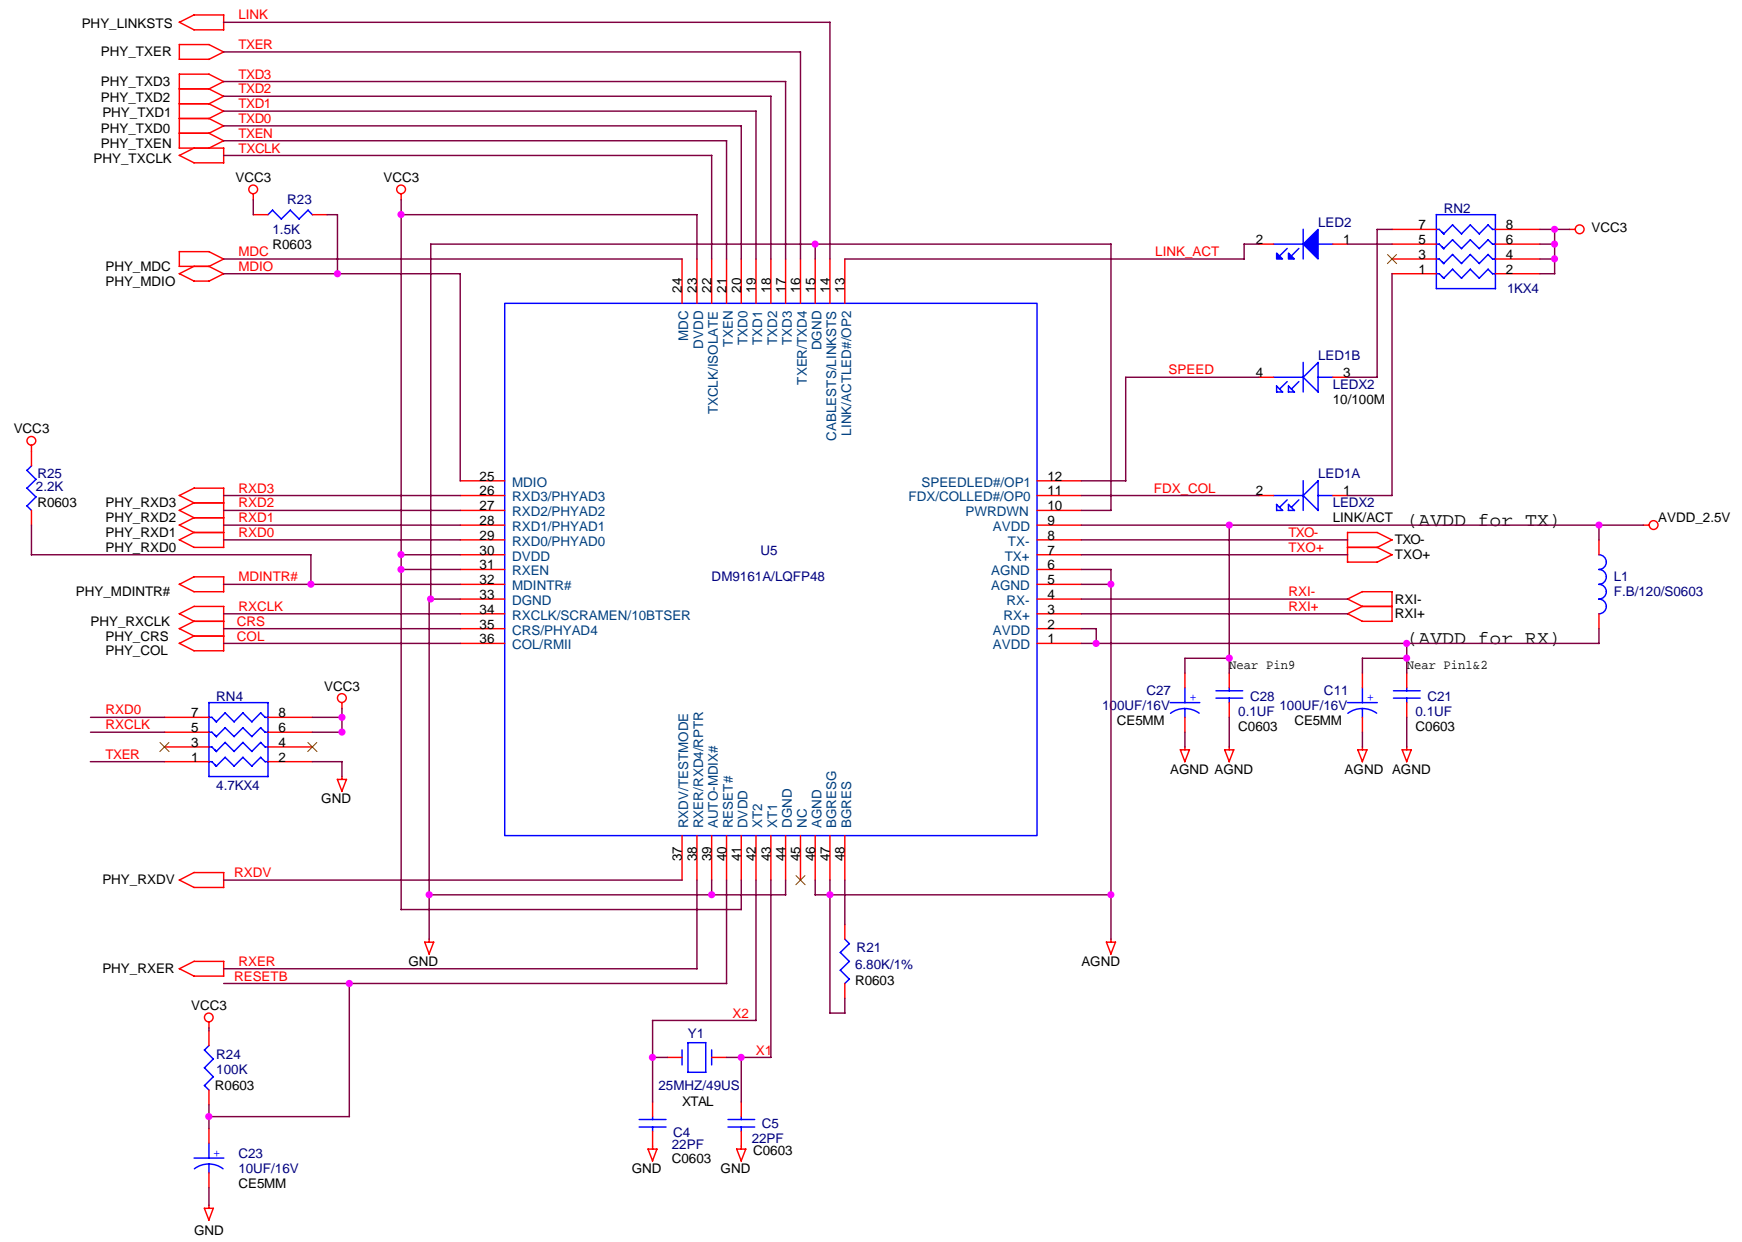 PHY_LINKSTS LINK
PHY_TXER TXER
PHY_TXD3 TXD3
PHY_TXD2 TXD2
PHY_TXD1 TXD1
PHY_TXD0 TXD0
PHY_TXEN TXEN
PHY_TXCLK TXCLK
VCC3 VCC3
R23
1.5K
R0603
PHY_MDC MDC
PHY_MDIO MDIO
LINK_ACT
2 LED2 1
RN2
7 8
5 6
3 4
1 2
1KX4
VCC3
24 23 22 21 20 19 18 17 16 15 14 13
MDC
DVDD
TXCLK/ISOLATE
TXEN
TXD0
TXD1
TXD2
TXD3
TXER/TXD4
DGND
CABLESTS/LINKSTS
LINK/ACTLED#/OP2
SPEED
4 LED1B 3
LEDX2
10/100M
VCC3
R25
2.2K
R0603
PHY_RXD3 RXD3
PHY_RXD2 RXD2
PHY_RXD1 RXD1
PHY_RXD0 RXD0
PHY_MDINTR# MDINTR#
PHY_RXCLK RXCLK
PHY_CRS CRS
PHY_COL COL
25 MDIO
26 RXD3/PHYAD3
27 RXD2/PHYAD2
28 RXD1/PHYAD1
29 RXD0/PHYAD0
30 DVDD
31 RXEN
32 MDINTR#
33 DGND
34 RXCLK/SCRAMEN/10BTSER
35 CRS/PHYAD4
36 COL/RMII
U5
DM9161A/LQFP48
SPEEDLED#/OP1 12
FDX/COLLED#/OP0 11
PWRDWN 10
AVDD 9
TX- 8
TX+ 7
AGND 6
AGND 5
RX- 4
RX+ 3
AVDD 2
AVDD 1
FDX_COL
2 LED1A 1
LEDX2
LINK/ACT
(AVDD for TX)
AVDD_2.5V
TXO- TXO-
TXO+ TXO+
RXI- RXI-
RXI+ RXI+
L1
F.B/120/S0603
(AVDD for RX)
Near Pin9
Near Pin1&2
C27
100UF/16V
CE5MM
C28
0.1UF
C0603
C11
100UF/16V
CE5MM
C21
0.1UF
C0603
AGND AGND AGND AGND
RN4
VCC3
RXD0 7 8
RXCLK 5 6
3 4
TXER 1 2
4.7KX4
GND
RXDV/TESTMODE
RXER/RXD4/RPTR
AUTO-MDIX#
RESET#
DVDD
XT2
XT1
DGND
NC
AGND
BGRESG
BGRES
37 38 39 40 41 42 43 44 45 46 47 48
PHY_RXDV RXDV
GND
AGND
R21
6.80K/1%
R0603
PHY_RXER RXER
RESETB
VCC3
R24
100K
R0603
C23
10UF/16V
CE5MM
GND
X2
Y1
X1
25MHZ/49US
XTAL
C4
22PF
C0603
GND
C5
22PF
C0603
GND